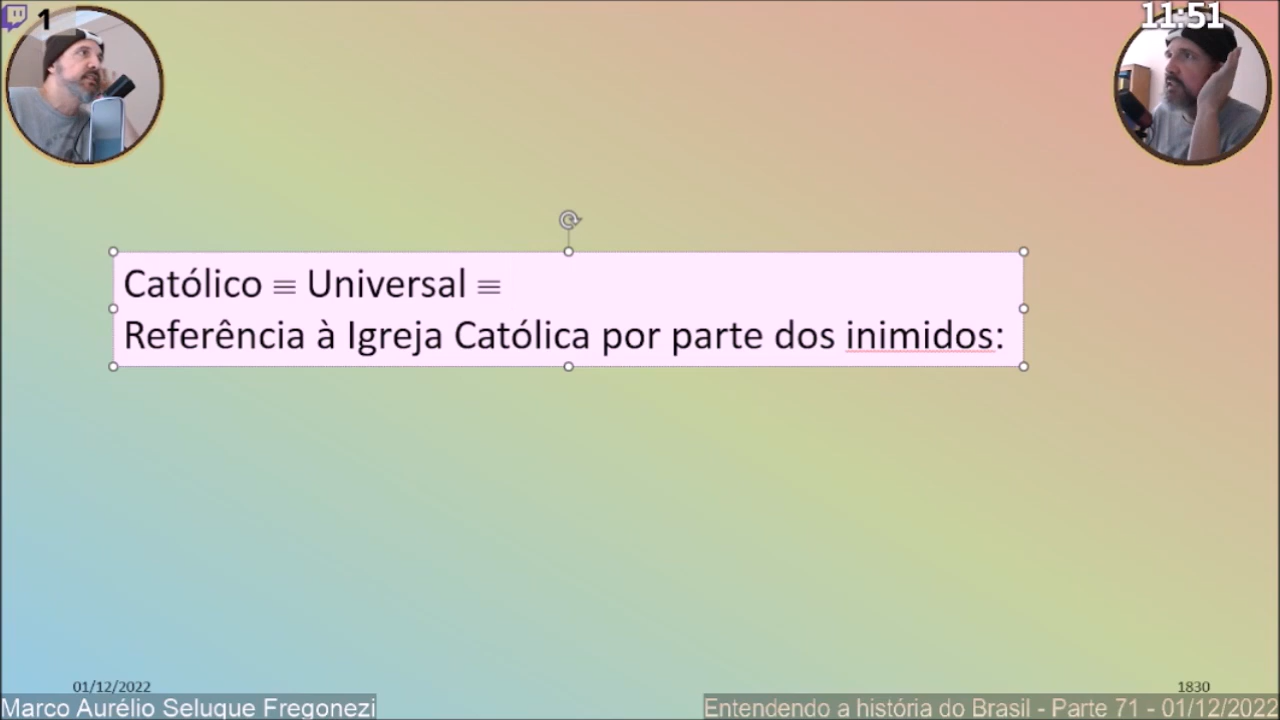 1
11:51
Católico ≡ Universal ≡
Referência à Igreja Católica por parte dos inimidos:
01/12/2022
1830
Marco Aurélio Seluque Fregonezi
Entendendo a história do Brasil - Parte 71 - 01/12/2022